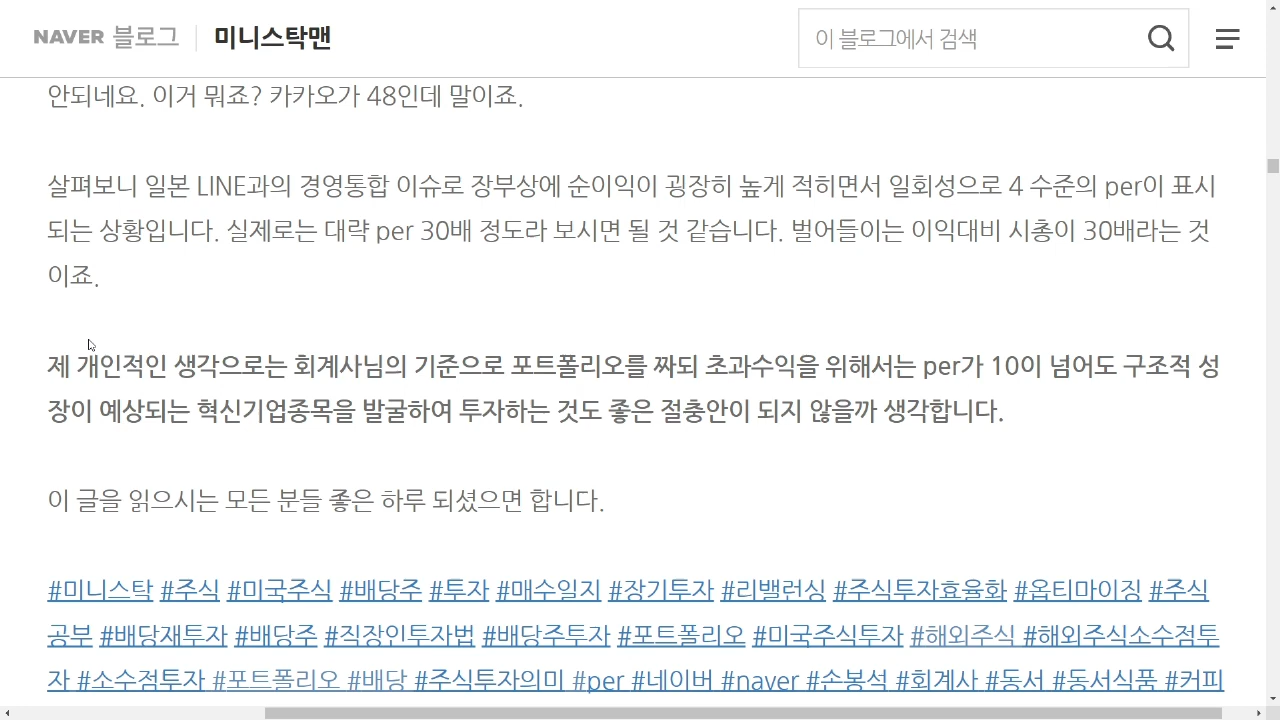 NAVER 블로그 미니스탁맨 이 블로그에서 검색
안되네요. 이거 뭐죠? 카카오가 48인데 말이죠.
살펴보니 일본 LINE과의 경영통합 이슈로 장부상에 순이익이 굉장히 높게 적히면서 일회성으로 4 수준의 per이 표시
되는 상황입니다. 실제로는 대략 per 30배 정도라 보시면 될 것 같습니다. 벌어들이는 이익대비 시총이 30배라는 것
이죠.
제 개인적인 생각으로는 회계사님의 기준으로 포트폴리오를 짜되 초과수익을 위해서는 per가 10이 넘어도 구조적 성
장이 예상되는 혁신기업종목을 발굴하여 투자하는 것도 좋은 절충안이 되지 않을까 생각합니다.
이 글을 읽으시는 모든 분들 좋은 하루 되셨으면 합니다.
#미니스탁 #주식 #미국주식 #배당주 #투자 #매수일지 #장기투자 #리밸런싱 #주식투자효율화 #옵티마이징 #주식
공부 #배당재투자 #배당주 #직장인투자법 #배당주투자 #포트폴리오 #미국주식투자 #해외주식 #해외주식소수점투
자 #소수점투자 #포트폴리오 #배당 #주식투자의미 #per #네이버 #naver #손봉석 #회계사 #동서 #동서식품 #커피